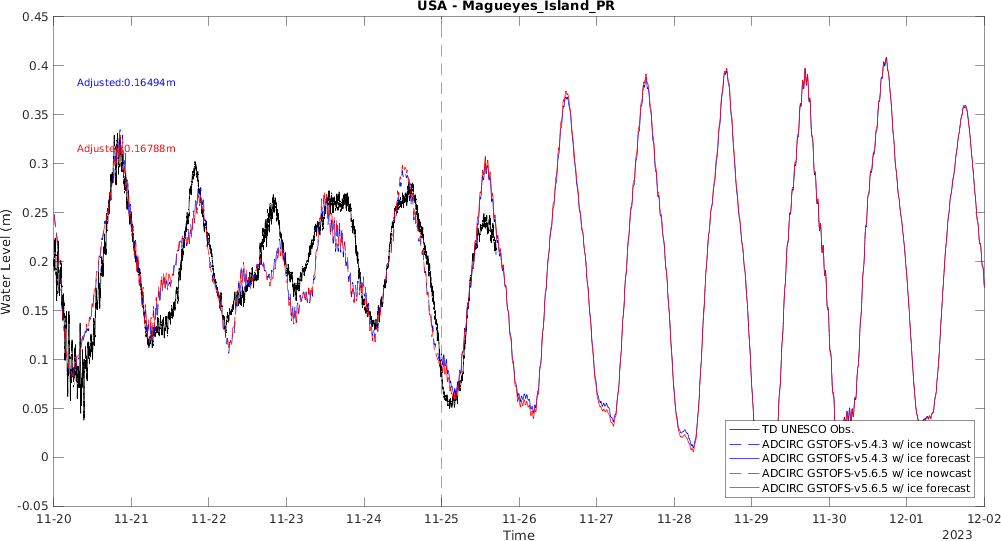 USA - Magueyes_Island_PR
0.45
0.4
0.35
0.3
0.25
0.2
0.15
0.1
0.05
0
-0.05
Water Level (m)
Adjusted:0.16494m
Adjusted:0.16788m
TD UNESCO Obs.
ADCIRC GSTOFS-v5.4.3 w/ ice nowcast
ADCIRC GSTOFS-v5.4.3 w/ ice forecast
ADCIRC GSTOFS-v5.6.5 w/ ice nowcast
ADCIRC GSTOFS-v5.6.5 w/ ice forecast
11-20 11-21 11-22 11-23 11-24 11-25 11-26 11-27 11-28 11-29 11-30 12-01 12-02
Time
2023